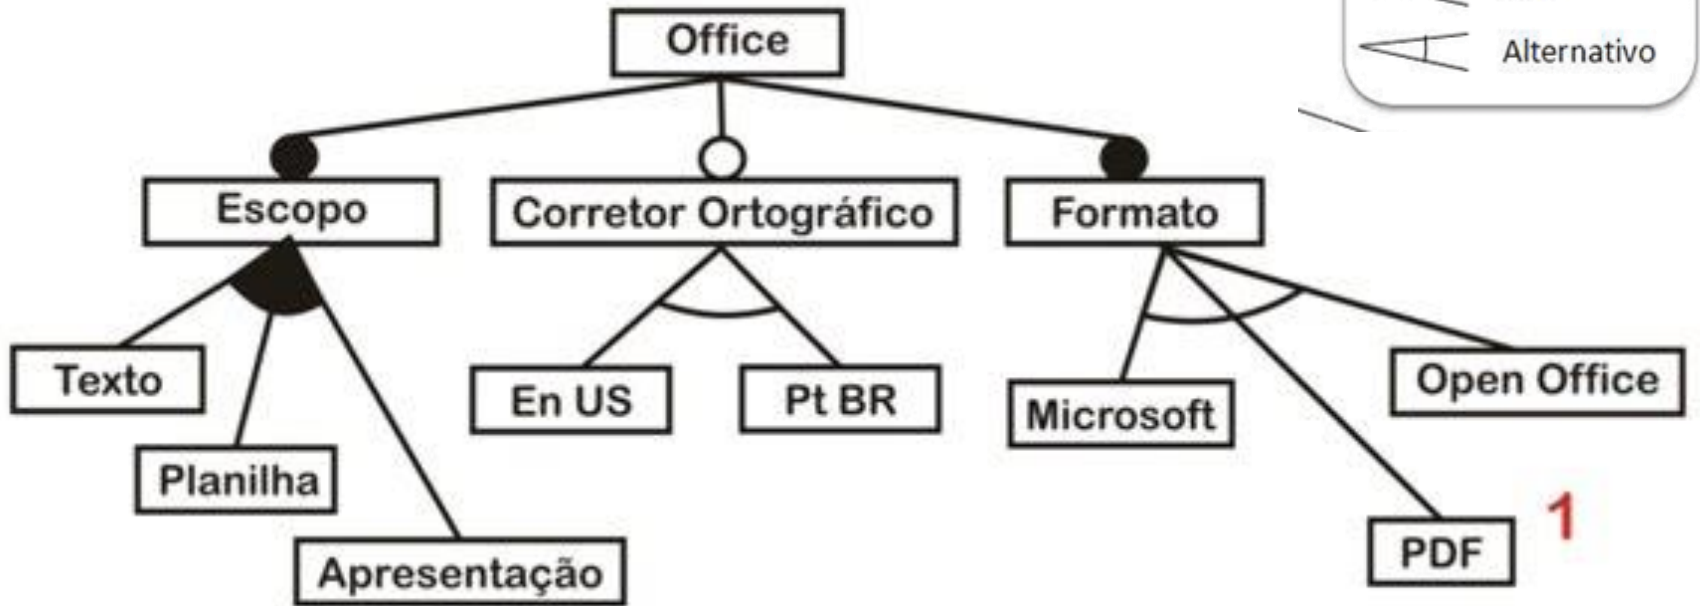 Office
Alternativo
Escopo
Corretor Ortográfico
Formato
Texto
En US
Pt BR
Microsoft
Open Office
Planilha
Apresentação
PDF
1